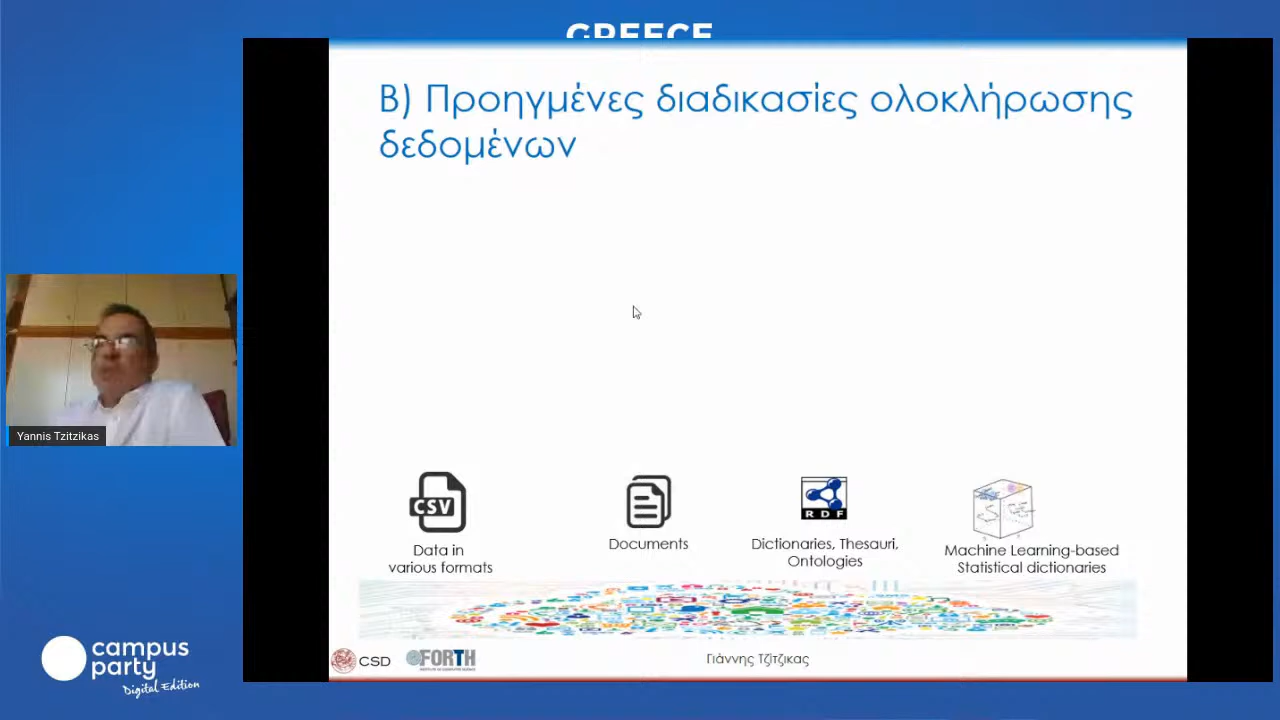 GREECE
Β) Προηγμένες διαδικασίες ολοκλήρωσης
δεδομένων
CSV
Data in
various formats
Documents
RDF
Dictionaries, Thesauri,
Ontologies
Machine Learning-based
Statistical dictionaries
Yannis Tzitzikas
CSD
FORTH
Γιάννης Τζίτζικας
campus
party
Digital Edition